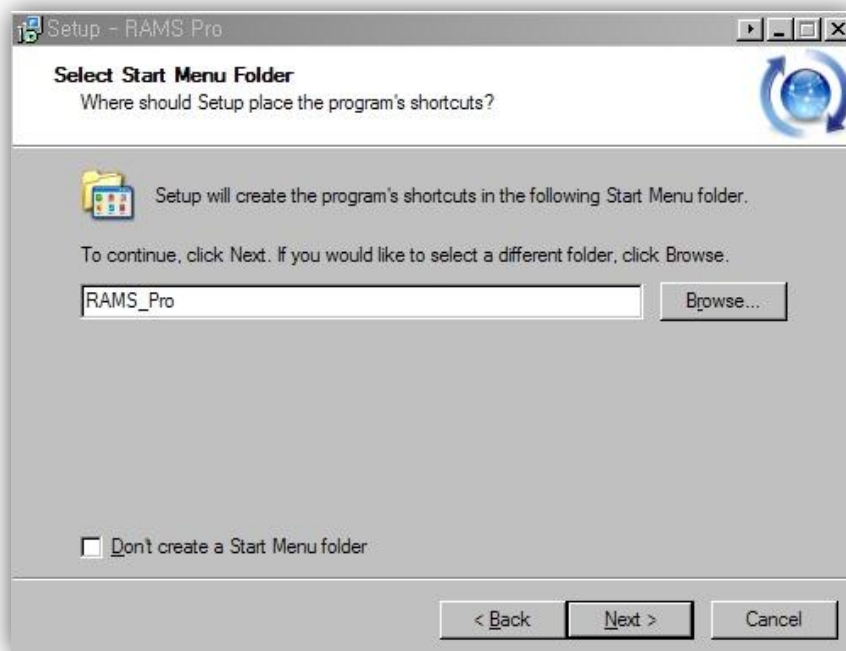 Setup - RAMS Pro
Select Start Menu Folder
Where should Setup place the program's shortcuts?
Setup will create the program's shortcuts in the following Start Menu folder.
To continue, click Next. If you would like to select a different folder, click Browse.
RAMS_Pro
Browse...
Don't create a Start Menu folder
< Back
Next >
Cancel